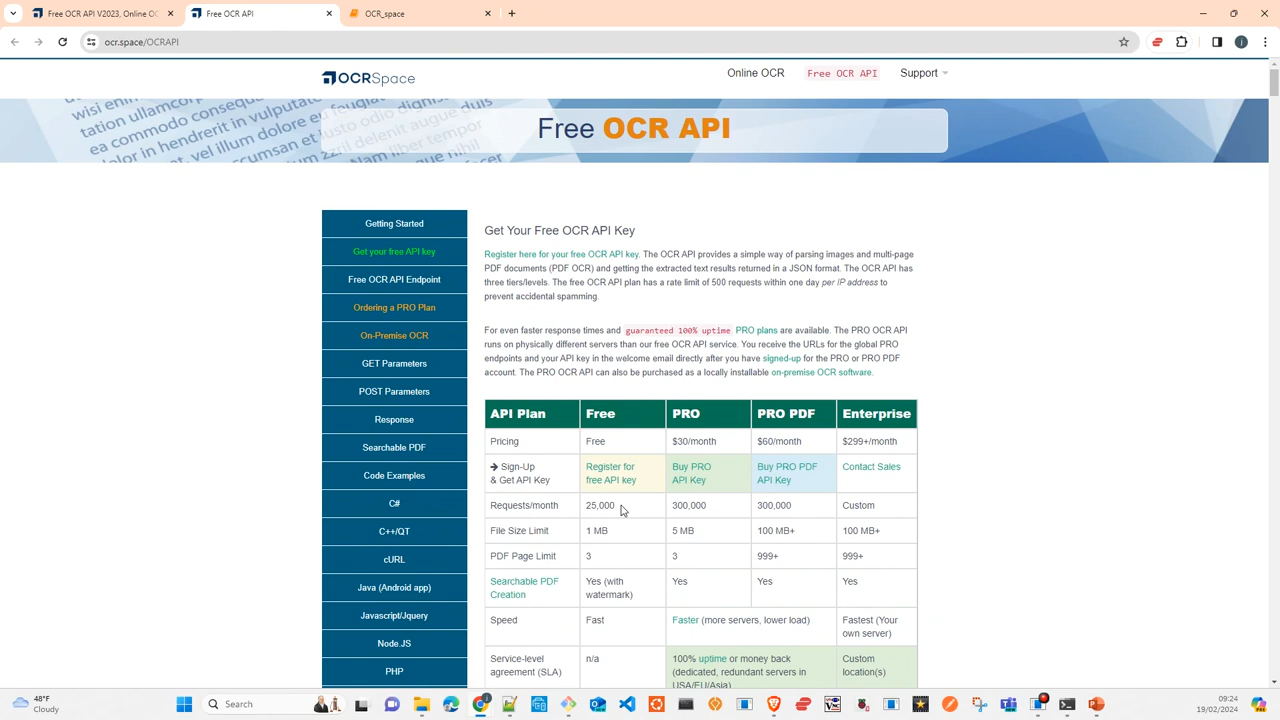 Free OCR API V2023, Online OC
Free OCR API
OCR_space
ocr.space/OCRAPI
OCRSpace
Online OCR
Free OCR API
Support
Free OCR API
Getting Started
Get your free API key
Free OCR API Endpoint
Ordering a PRO Plan
On-Premise OCR
GET Parameters
POST Parameters
Response
Searchable PDF
Code Examples
C#
C++/QT
cURL
Java (Android app)
Javascript/Jquery
Node.JS
PHP
Get Your Free OCR API Key
Register here for your free OCR API key. The OCR API provides a simple way of parsing images and multi-page
PDF documents (PDF OCR) and getting the extracted text results returned in a JSON format. The OCR API has
three tiers/levels. The free OCR API plan has a rate limit of 500 requests within one day per IP address to
prevent accidental spamming.
For even faster response times and guaranteed 100% uptime PRO plans are available. The PRO OCR API
runs on physically different servers than our free OCR API service. You receive the URLs for the global PRO
endpoints and your API key in the welcome email directly after you have signed-up for the PRO or PRO PDF
account. The PRO OCR API can also be purchased as a locally installable on-premise OCR software.
API Plan Free PRO PRO PDF Enterprise
Pricing Free $30/month $60/month $299+/month
➔ Sign-Up Register for Buy PRO Buy PRO PDF Contact Sales
& Get API Key free API key API Key API Key
Requests/month 25,000 300,000 300,000 Custom
File Size Limit 1 MB 5 MB 100 MB+ 100 MB+
PDF Page Limit 3 3 999+ 999+
Searchable PDF Yes (with Yes Yes Yes
Creation watermark)
Speed Fast Faster (more servers, lower load) Fastest (Your
own server)
Service-level n/a 100% uptime or money back Custom
agreement (SLA) (dedicated, redundant servers in location(s)
USA/EU/Asia)
48°F
Cloudy
Search
09:24
19/02/2024